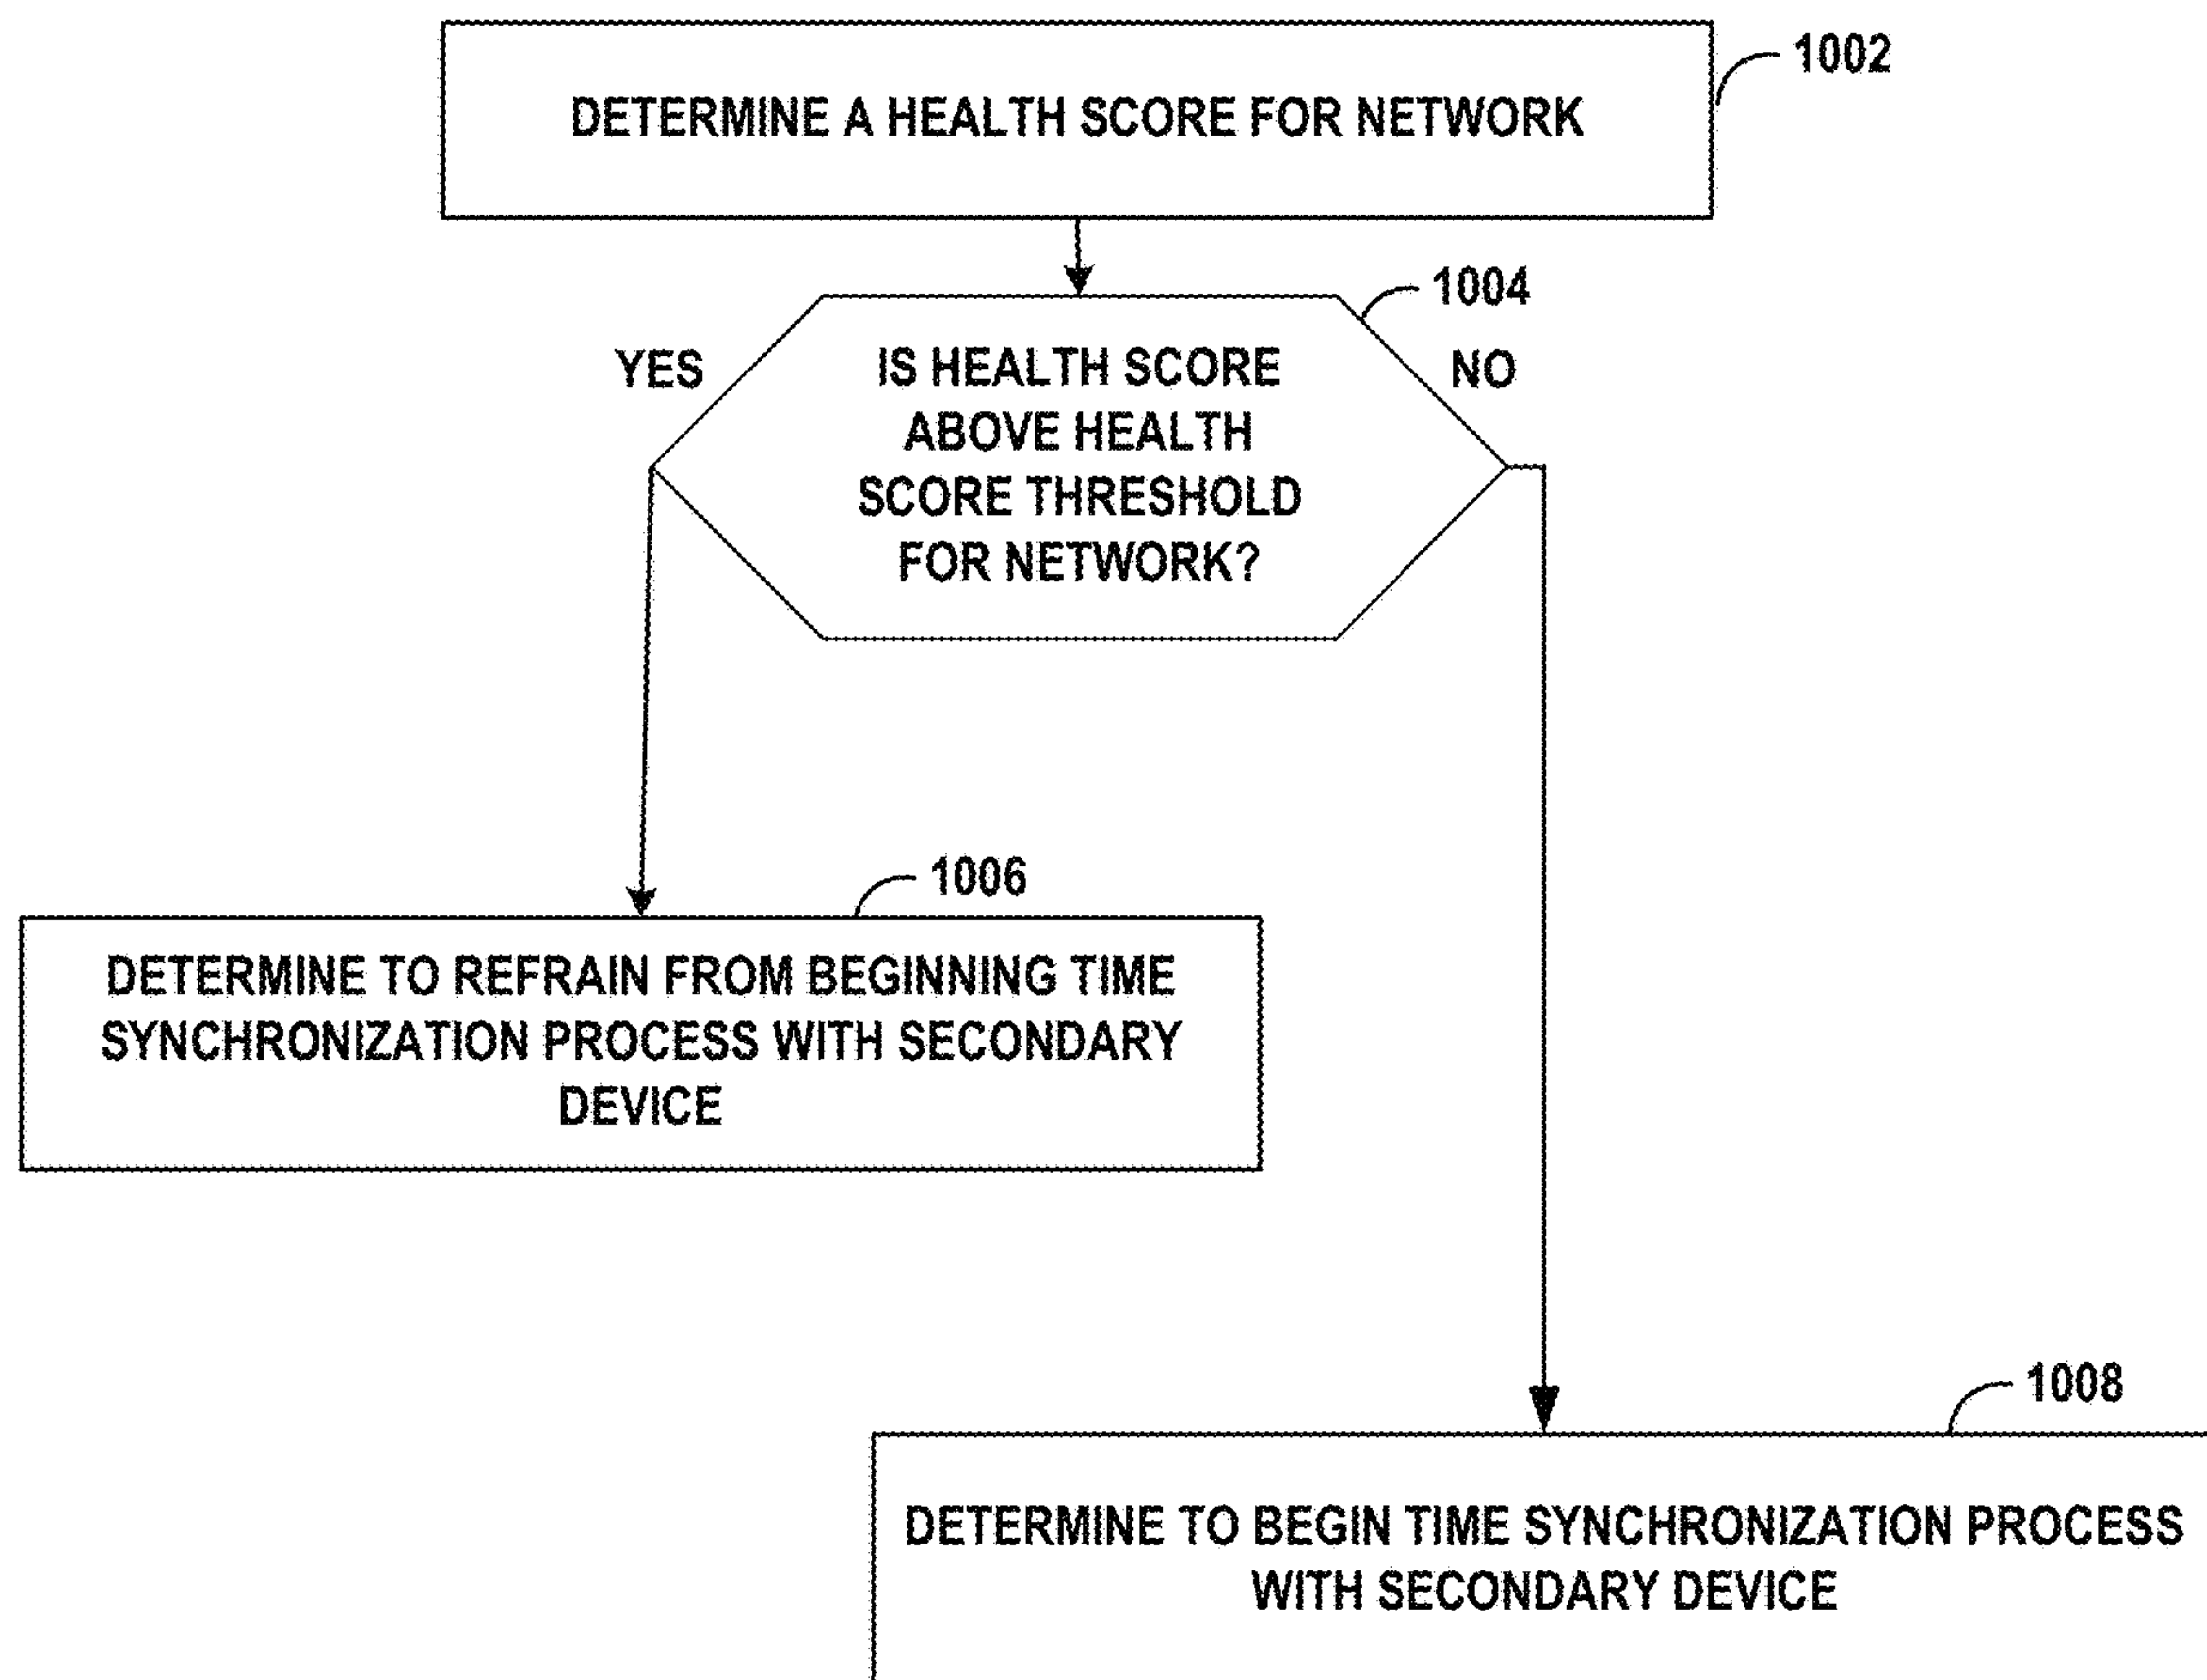 DETERMINE A HEALTH SCORE FOR NETWORK
1002
1004
YES
IS HEALTH SCORE
ABOVE HEALTH
SCORE THRESHOLD
FOR NETWORK?
NO
1006
DETERMINE TO REFRAIN FROM BEGINNING TIME
SYNCHRONIZATION PROCESS WITH SECONDARY
DEVICE
1008
DETERMINE TO BEGIN TIME SYNCHRONIZATION PROCESS
WITH SECONDARY DEVICE